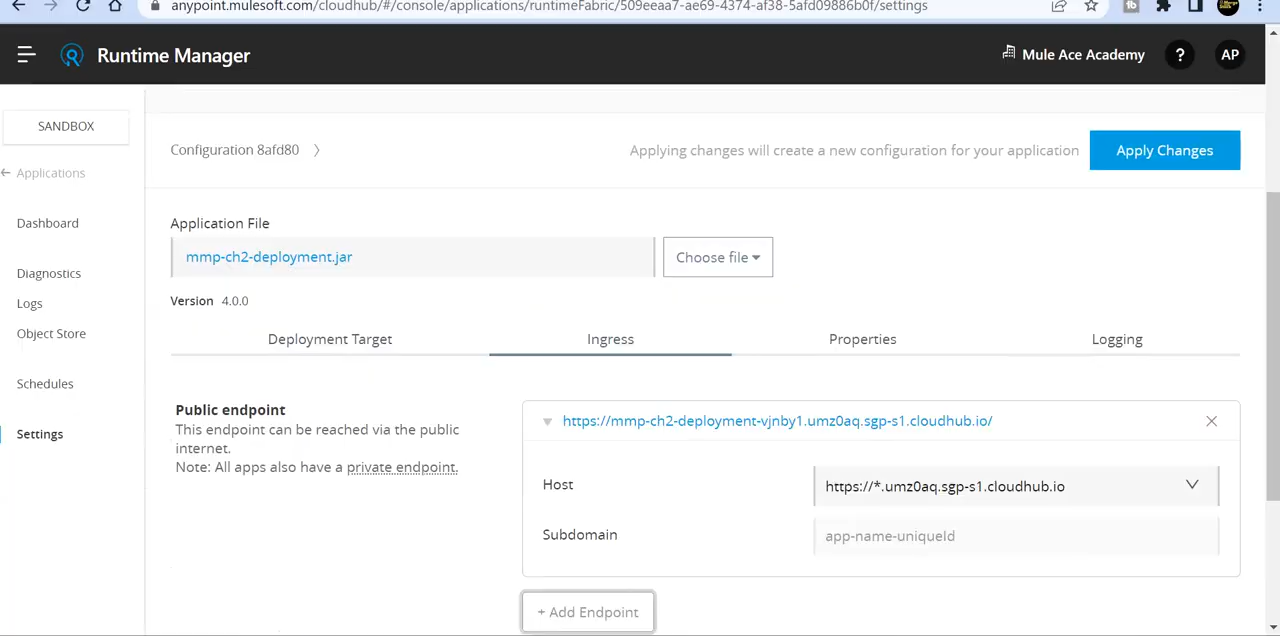 anypoint.mulesoft.com/cloudhub/#/console/applications/runtimeFabric/509eeaa7-ae69-4374-af38-5afd09886b0f/settings
Runtime Manager
Mule Ace Academy
?
AP
SANDBOX
Configuration 8afd80
Applying changes will create a new configuration for your application
Apply Changes
← Applications
Dashboard
Diagnostics
Logs
Object Store
Schedules
Settings
Application File
mmp-ch2-deployment.jar
Choose file
Version 4.0.0
Deployment Target
Ingress
Properties
Logging
Public endpoint
This endpoint can be reached via the public
internet.
Note: All apps also have a private endpoint.
https://mmp-ch2-deployment-vjnby1.umz0aq.sgp-s1.cloudhub.io/
Host
https://*.umz0aq.sgp-s1.cloudhub.io
Subdomain
app-name-uniqueId
+ Add Endpoint